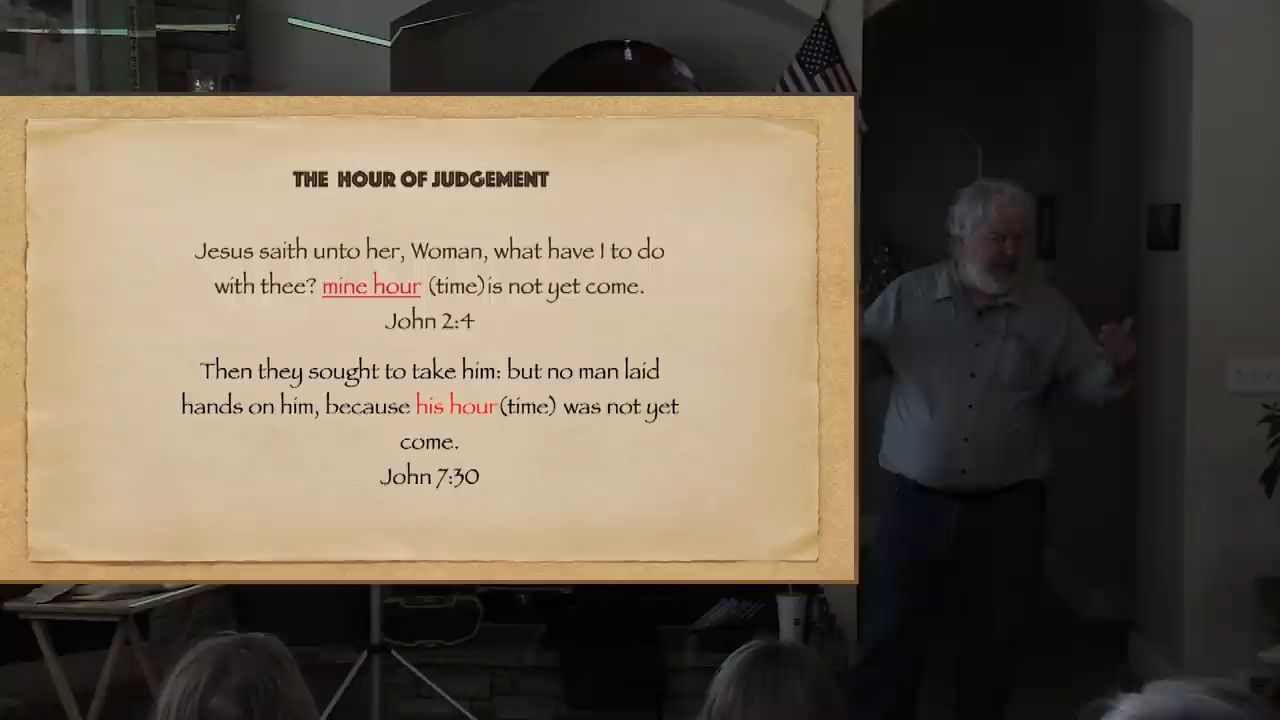 THE HOUR OF JUDGEMENT
Jesus saith unto her, Woman, what have I to do
with thee? mine hour (time) is not yet come.
John 2:4
Then they sought to take him: but no man laid
hands on him, because his hour (time) was not yet
come.
John 7:30